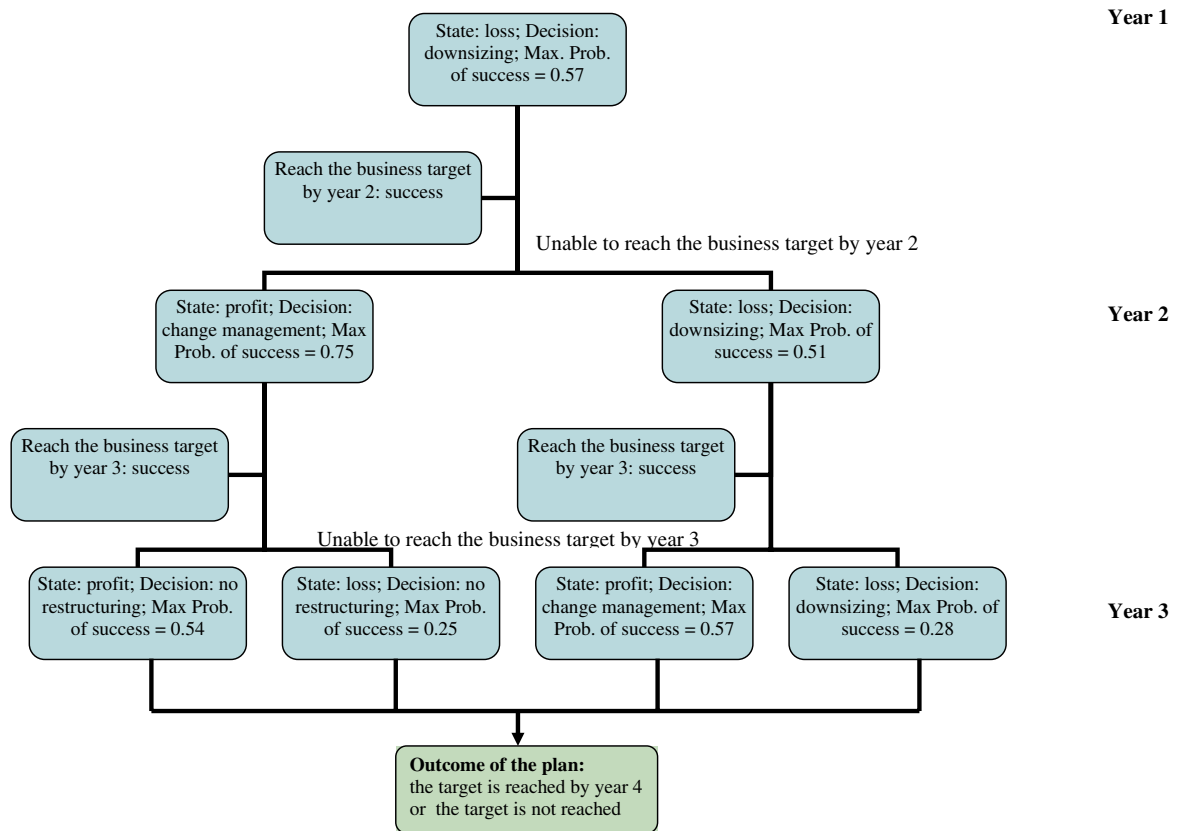 Year 1
State: loss; Decision:
downsizing; Max. Prob.
of success = 0.57
Reach the business target
by year 2: success
Unable to reach the business target by year 2
State: profit; Decision:
change management; Max
Prob. of success = 0.75
State: loss; Decision:
downsizing; Max Prob. of
success = 0.51
Year 2
Reach the business target
by year 3: success
Reach the business target
by year 3: success
Unable to reach the business target by year 3
State: profit; Decision: no
restructuring; Max Prob.
of success = 0.54
State: loss; Decision: no
restructuring; Max Prob.
of success = 0.25
State: profit; Decision:
change management; Max
Prob. of success = 0.57
State: loss; Decision:
downsizing; Max Prob. of
success = 0.28
Year 3
Outcome of the plan:
the target is reached by year 4
or the target is not reached